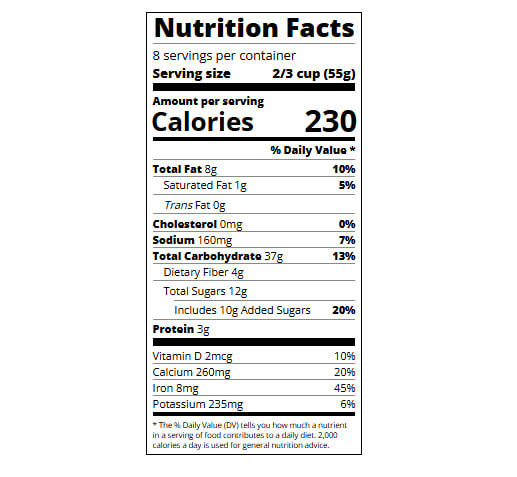 Nutrition Facts
8 servings per container
Serving size 2/3 cup (55g)
Amount per serving
Calories 230
% Daily Value *
Total Fat 8g 10%
Saturated Fat 1g 5%
Trans Fat 0g
Cholesterol 0mg 0%
Sodium 160mg 7%
Total Carbohydrate 37g 13%
Dietary Fiber 4g
Total Sugars 12g
Includes 10g Added Sugars 20%
Protein 3g
Vitamin D 2mcg 10%
Calcium 260mg 20%
Iron 8mg 45%
Potassium 235mg 6%
* The % Daily Value (DV) tells you how much a nutrient
in a serving of food contributes to a daily diet. 2,000
calories a day is used for general nutrition advice.